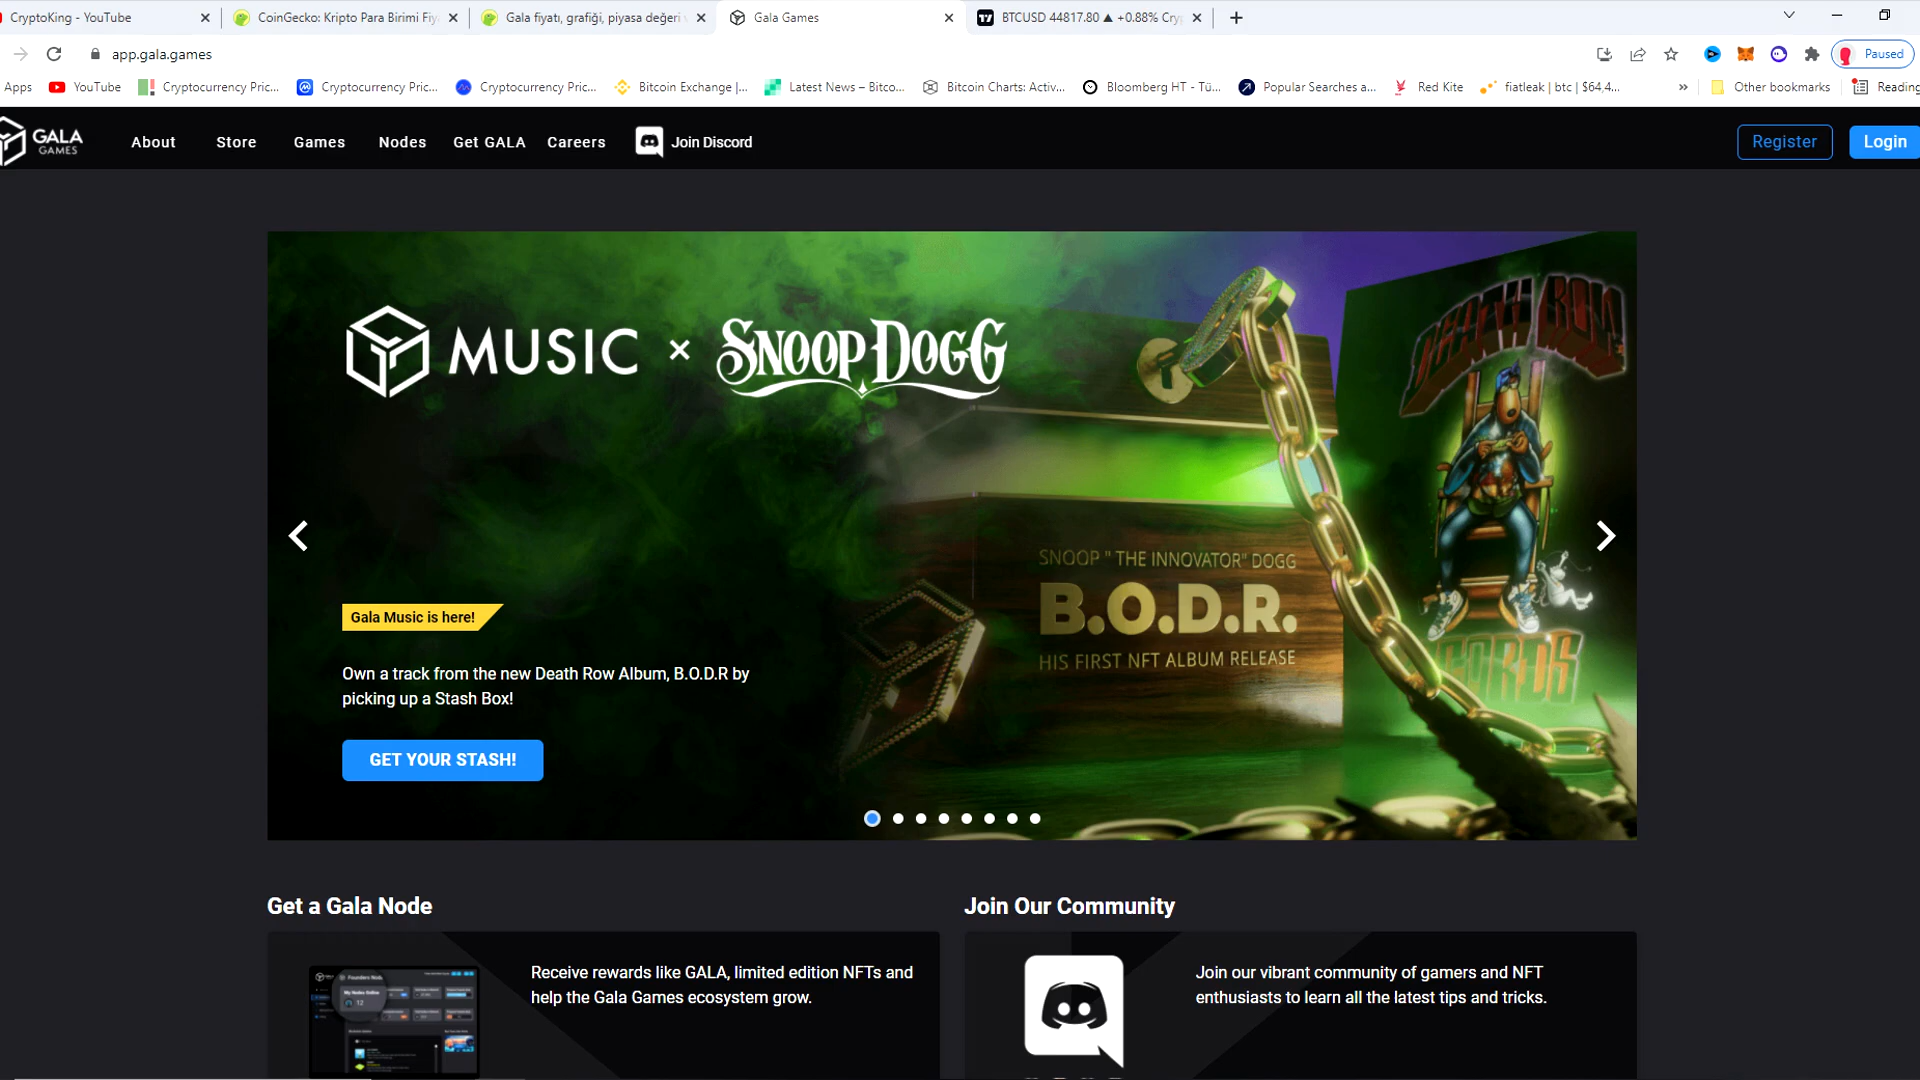 CryptoKing - YouTube
CoinGecko: Kripto Para Birimi Fiy
Gala fiyatı, grafiği, piyasa değeri v
Gala Games
BTCUSD 44817.80 ▲ +0.88% Cry
app.gala.games
Paused
Apps
YouTube
Cryptocurrency Pric...
Cryptocurrency Pric...
Cryptocurrency Pric...
Bitcoin Exchange |...
Latest News – Bitco...
Bitcoin Charts: Activ...
Bloomberg HT - Tü...
Popular Searches a...
Red Kite
fiatleak | btc | $64,4...
»
Other bookmarks
Reading
GALA
GAMES
About
Store
Games
Nodes
Get GALA
Careers
Join Discord
Register
Login
MUSIC × SNOOP DOGG
DEATH ROW
SNOOP " THE INNOVATOR" DOGG
B.O.D.R.
HIS FIRST NFT ALBUM RELEASE
Gala Music is here!
Own a track from the new Death Row Album, B.O.D.R by
picking up a Stash Box!
GET YOUR STASH!
Get a Gala Node
Join Our Community
Receive rewards like GALA, limited edition NFTs and
help the Gala Games ecosystem grow.
Join our vibrant community of gamers and NFT
enthusiasts to learn all the latest tips and tricks.